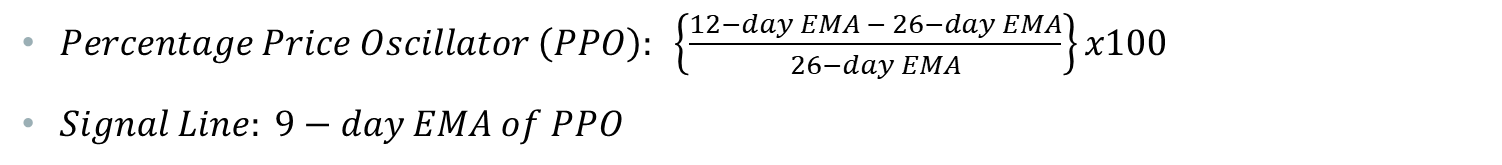 • Percentage Price Oscillator (PPO): {(12−day EMA − 26−day EMA)/(26−day EMA)} x100
• Signal Line: 9 − day EMA of PPO